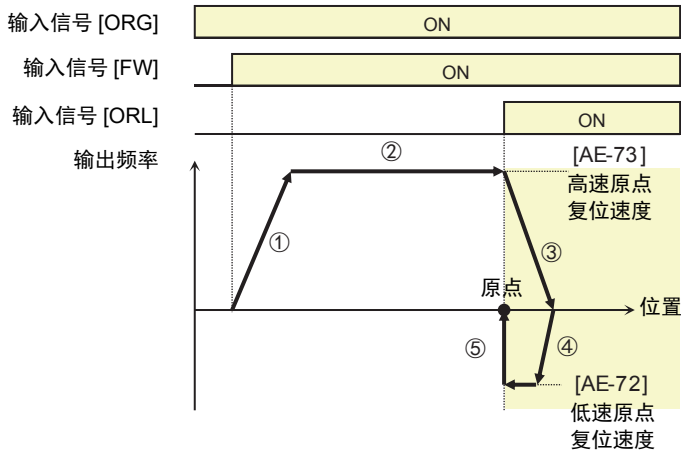 输入信号 [ORG]
ON
输入信号 [FW]
ON
输入信号 [ORL]
ON
输出频率
②
[AE-73]
高速原点
复位速度
①
③
原点
位置
⑤
④
[AE-72]
低速原点
复位速度